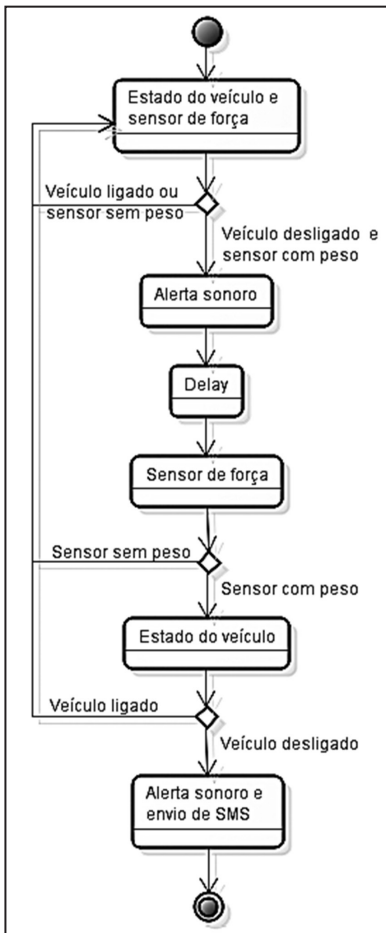 Estado do veículo e
sensor de força
Veículo ligado ou
sensor sem peso
Veículo desligado e
sensor com peso
Alerta sonoro
Delay
Sensor de força
Sensor sem peso
Sensor com peso
Estado do veículo
Veículo ligado
Veículo desligado
Alerta sonoro e
envio de SMS